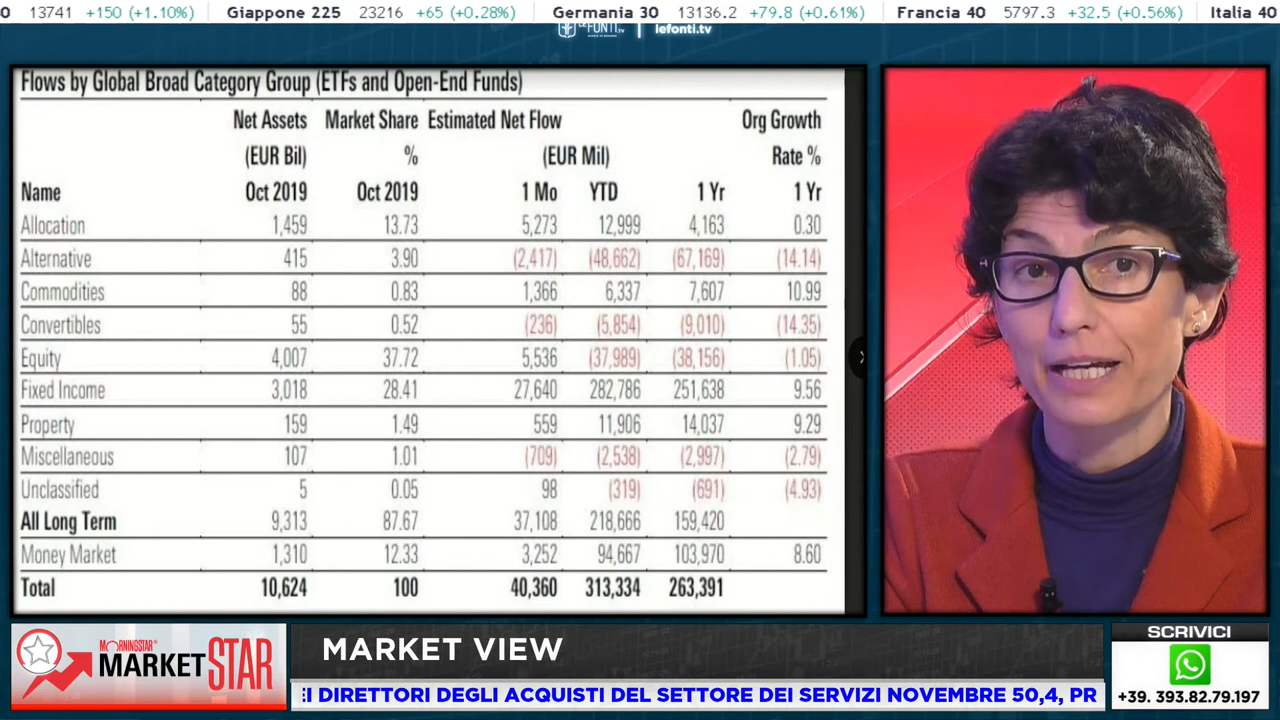 0 13741 +150 (+1.10%) Giappone 225 23216 +65 (+0.28%) Germania 30 13136.2 +79.8 (+0.61%) Francia 40 5797.3 +32.5 (+0.56%) Italia 40
LE FONTI.TV lefonti.tv
Flows by Global Broad Category Group (ETFs and Open-End Funds)
Net Assets Market Share Estimated Net Flow Org Growth
(EUR Bil) % (EUR Mil) Rate %
Name Oct 2019 Oct 2019 1 Mo YTD 1 Yr 1 Yr
Allocation 1,459 13.73 5,273 12,999 4,163 0.30
Alternative 415 3.90 (2,417) (48,662) (67,169) (14.14)
Commodities 88 0.83 1,366 6,337 7,607 10.99
Convertibles 55 0.52 (236) (5,854) (9,010) (14.35)
Equity 4,007 37.72 5,536 (37,989) (38,156) (1.05)
Fixed Income 3,018 28.41 27,640 282,786 251,638 9.56
Property 159 1.49 559 11,906 14,037 9.29
Miscellaneous 107 1.01 (709) (2,538) (2,997) (2.79)
Unclassified 5 0.05 98 (319) (691) (4.93)
All Long Term 9,313 87.67 37,108 218,666 159,420
Money Market 1,310 12.33 3,252 94,667 103,970 8.60
Total 10,624 100 40,360 313,334 263,391
MORNINGSTAR
MARKET STAR
MARKET VIEW
DIRETTORI DEGLI ACQUISTI DEL SETTORE DEI SERVIZI NOVEMBRE 50,4, PR
SCRIVICI
+39. 393.82.79.197